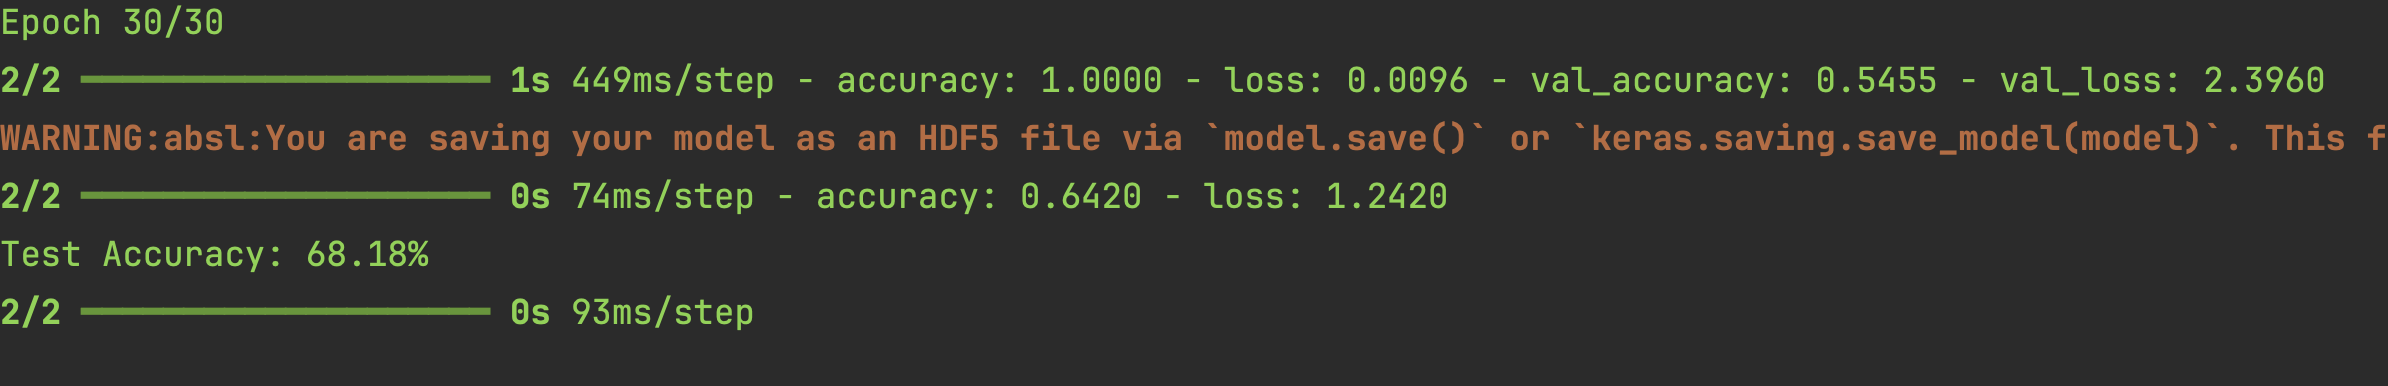 Epoch 30/30
2/2 ━━━━━━━━━━━━━━━━━━━━ 1s 449ms/step - accuracy: 1.0000 - loss: 0.0096 - val_accuracy: 0.5455 - val_loss: 2.3960
WARNING:absl:You are saving your model as an HDF5 file via `model.save()` or `keras.saving.save_model(model)`. This f
2/2 ━━━━━━━━━━━━━━━━━━━━ 0s 74ms/step - accuracy: 0.6420 - loss: 1.2420
Test Accuracy: 68.18%
2/2 ━━━━━━━━━━━━━━━━━━━━ 0s 93ms/step